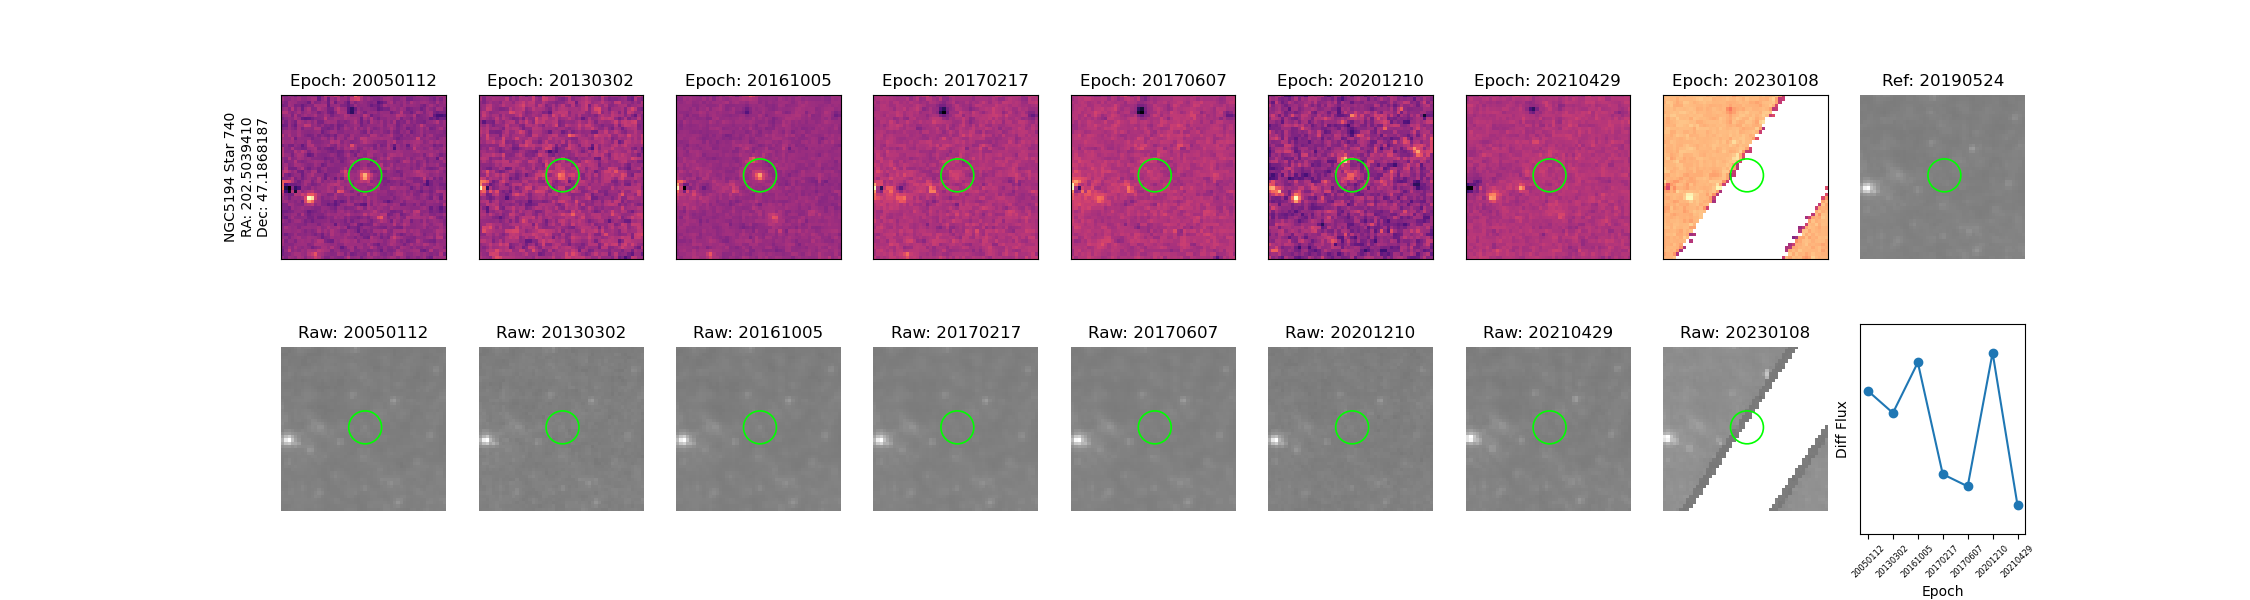 NGC5194 Star 740
RA: 202.5039410
Dec: 47.1868187
Epoch: 20050112
Epoch: 20130302
Epoch: 20161005
Epoch: 20170217
Epoch: 20170607
Epoch: 20201210
Epoch: 20210429
Epoch: 20230108
Ref: 20190524
Raw: 20050112
Raw: 20130302
Raw: 20161005
Raw: 20170217
Raw: 20170607
Raw: 20201210
Raw: 20210429
Raw: 20230108
Diff Flux
20050112
20130302
20161005
20170217
20170607
20201210
20210429
Epoch